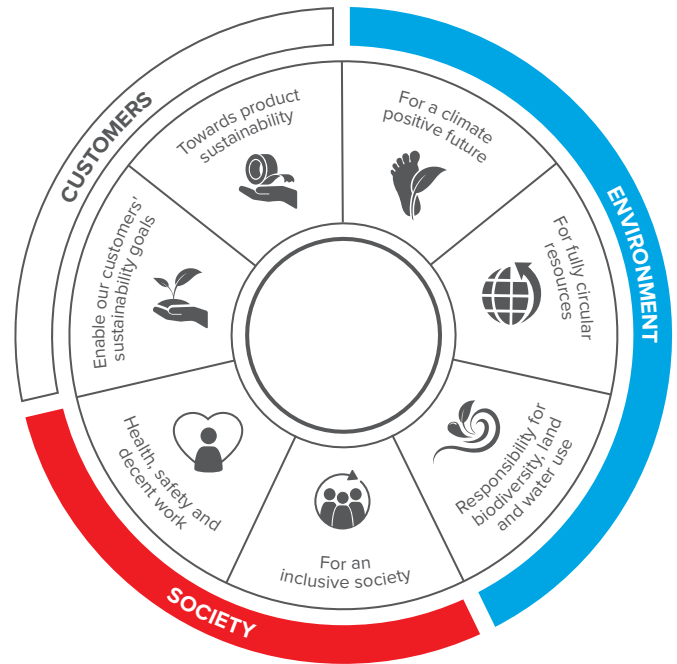 CUSTOMERS
Towards product
sustainability
Enable our customers’
sustainability goals
ENVIRONMENT
For a climate
positive future
For fully circular
resources
Responsibility for
biodiversity, land
and water use
SOCIETY
For an
inclusive society
Health, safety and
decent work